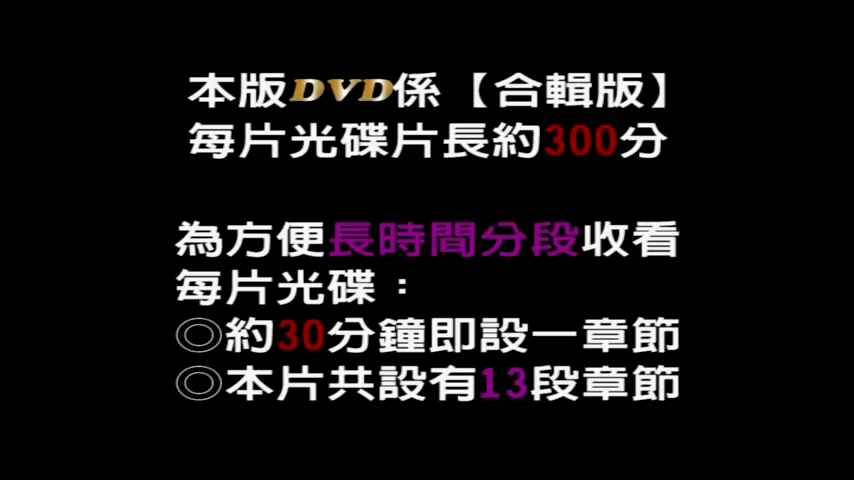 本版DVD係【合輯版】
每片光碟片長約300分
為方便長時間分段收看
每片光碟：
◎約30分鐘即設一章節
◎本片共設有13段章節